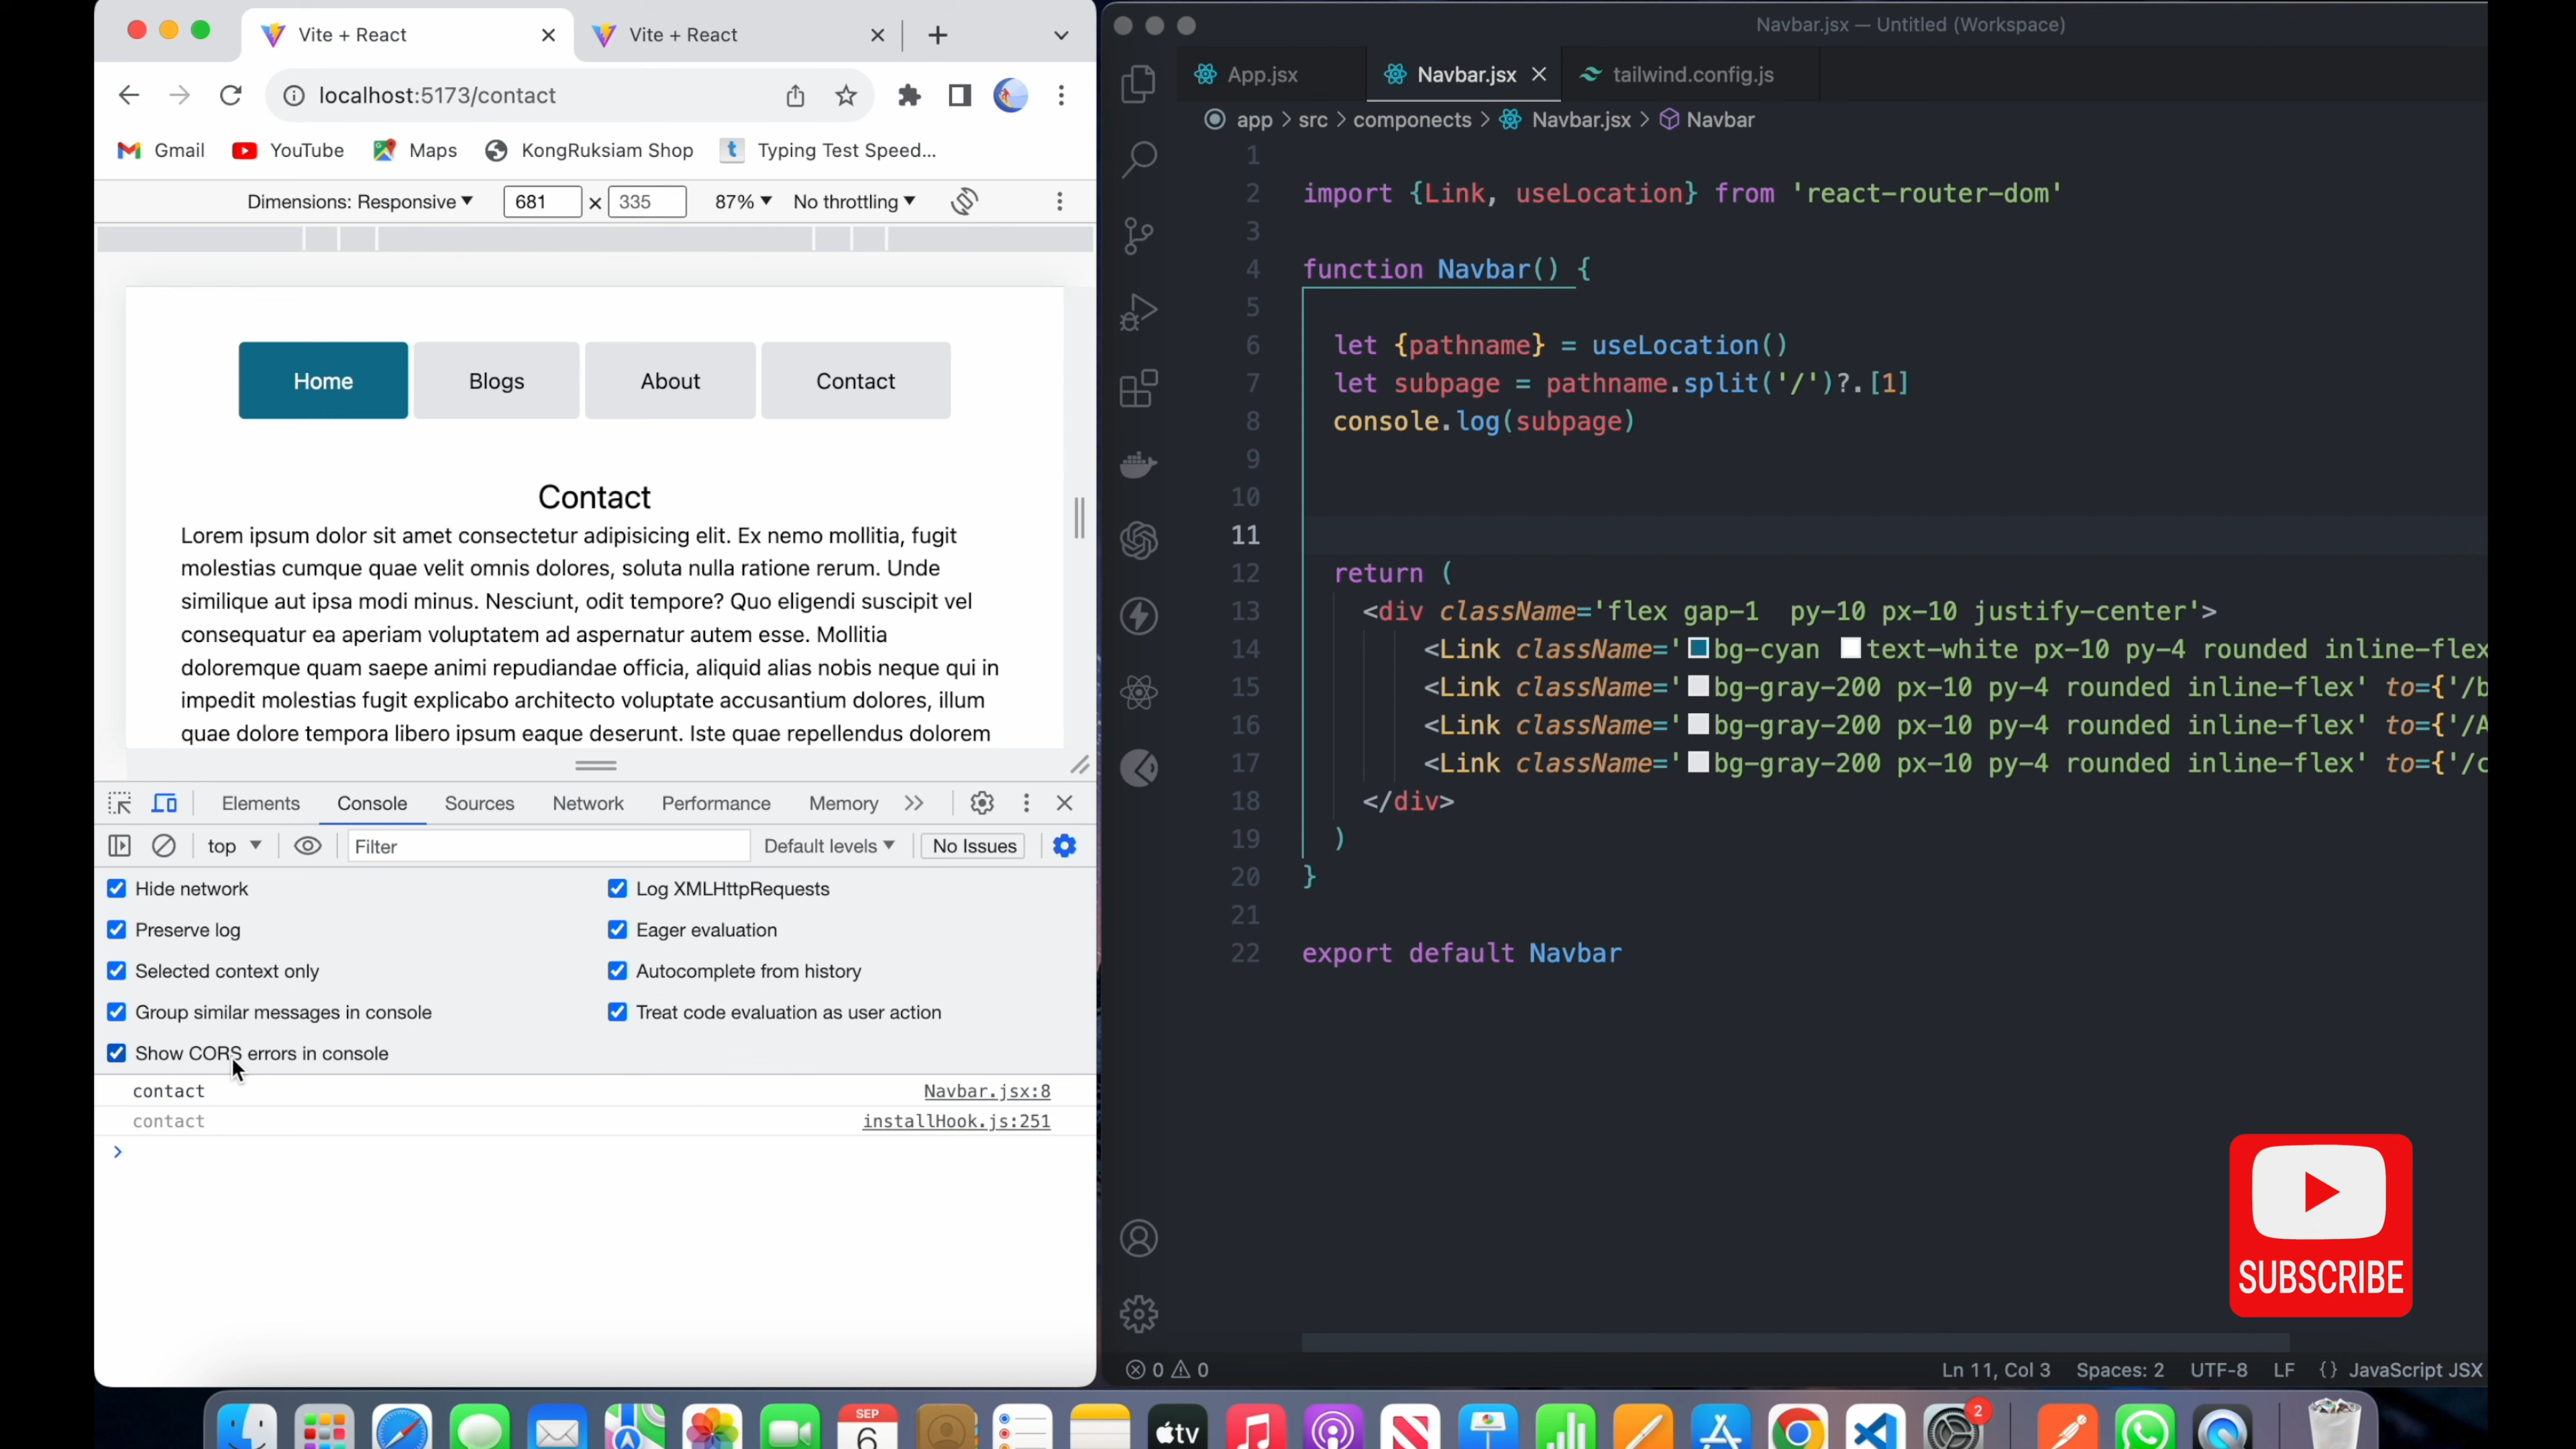 Vite + React
Vite + React
localhost:5173/contact
Gmail
YouTube
Maps
KongRuksiam Shop
t
Typing Test Speed...
Dimensions: Responsive
681
×
335
87%
No throttling
Home
Blogs
About
Contact
Contact
Lorem ipsum dolor sit amet consectetur adipisicing elit. Ex nemo mollitia, fugit
molestias cumque quae velit omnis dolores, soluta nulla ratione rerum. Unde
similique aut ipsa modi minus. Nesciunt, odit tempore? Quo eligendi suscipit vel
consequatur ea aperiam voluptatem ad aspernatur autem esse. Mollitia
doloremque quam saepe animi repudiandae officia, aliquid alias nobis neque qui in
impedit molestias fugit explicabo architecto voluptate accusantium dolores, illum
quae dolore tempora libero ipsum eaque deserunt. Iste quae repellendus dolorem
Elements
Console
Sources
Network
Performance
Memory
top
Filter
Default levels
No Issues
Hide network
Log XMLHttpRequests
Preserve log
Eager evaluation
Selected context only
Autocomplete from history
Group similar messages in console
Treat code evaluation as user action
Show CORS errors in console
contact
Navbar.jsx:8
contact
installHook.js:251
Navbar.jsx — Untitled (Workspace)
App.jsx
Navbar.jsx
tailwind.config.js
app > src > componects > Navbar.jsx > Navbar
1
2 import {Link, useLocation} from 'react-router-dom'
3
4 function Navbar() {
5
6 let {pathname} = useLocation()
7 let subpage = pathname.split('/')?.[1]
8 console.log(subpage)
9
10
11
12 return (
13 <div className='flex gap-1  py-10 px-10 justify-center'>
14 <Link className='bg-cyan text-white px-10 py-4 rounded inline-flex
15 <Link className='bg-gray-200 px-10 py-4 rounded inline-flex' to={'/b
16 <Link className='bg-gray-200 px-10 py-4 rounded inline-flex' to={'/A
17 <Link className='bg-gray-200 px-10 py-4 rounded inline-flex' to={'/c
18 </div>
19 )
20 }
21
22 export default Navbar
SUBSCRIBE
0
0
Ln 11, Col 3
Spaces: 2
UTF-8
LF
{} JavaScript JSX
SEP
6
tv
2